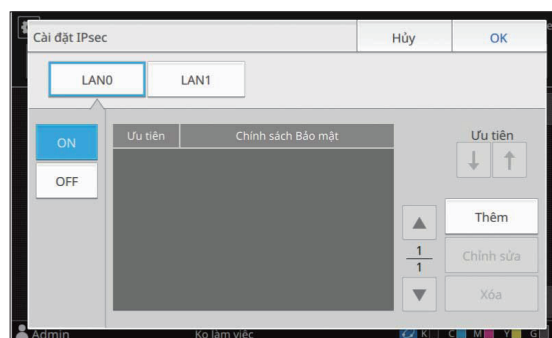 Cài đặt IPsec
Hủy
OK
LAN0
LAN1
ON
OFF
Ưu tiên
Chính sách Bảo mật
Ưu tiên
Thêm
1
1
Chỉnh sửa
Xóa
Admin
Ko làm việc
K
C
M
Y
G